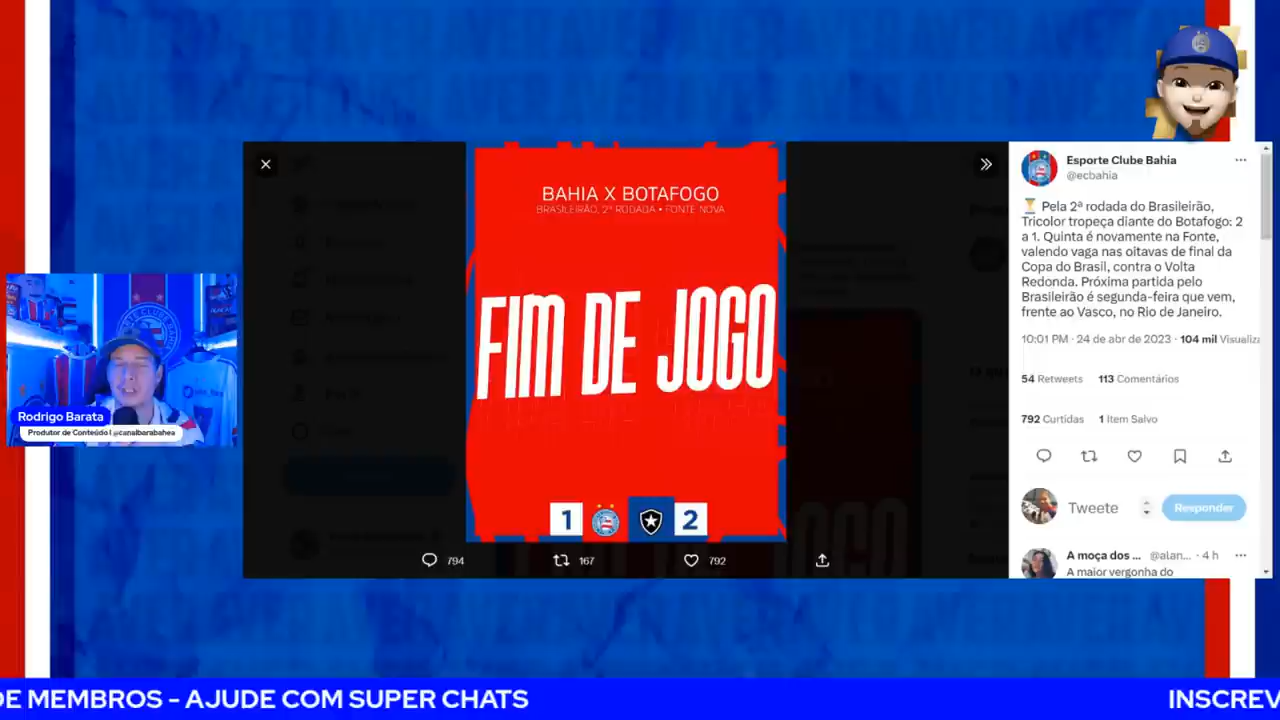 BAHIA X BOTAFOGO
BRASILEIRÃO, 2ª RODADA • FONTE NOVA
FIM DE JOGO
1
2
794
167
792
Esporte Clube Bahia
@ecbahia
⏳ Pela 2ª rodada do Brasileirão,
Tricolor tropeça diante do Botafogo: 2
a 1. Quinta é novamente na Fonte,
valendo vaga nas oitavas de final da
Copa do Brasil, contra o Volta
Redonda. Próxima partida pelo
Brasileirão é segunda-feira que vem,
frente ao Vasco, no Rio de Janeiro.
10:01 PM · 24 de abr de 2023 · 104 mil Visualiza
54 Retweets 113 Comentários
792 Curtidas 1 Item Salvo
Tweete
Responder
A moça dos ... @alan... · 4 h
A maior vergonha do
Rodrigo Barata
Produtor de Conteúdo | @canalbarabahea
DE MEMBROS - AJUDE COM SUPER CHATS
INSCREV